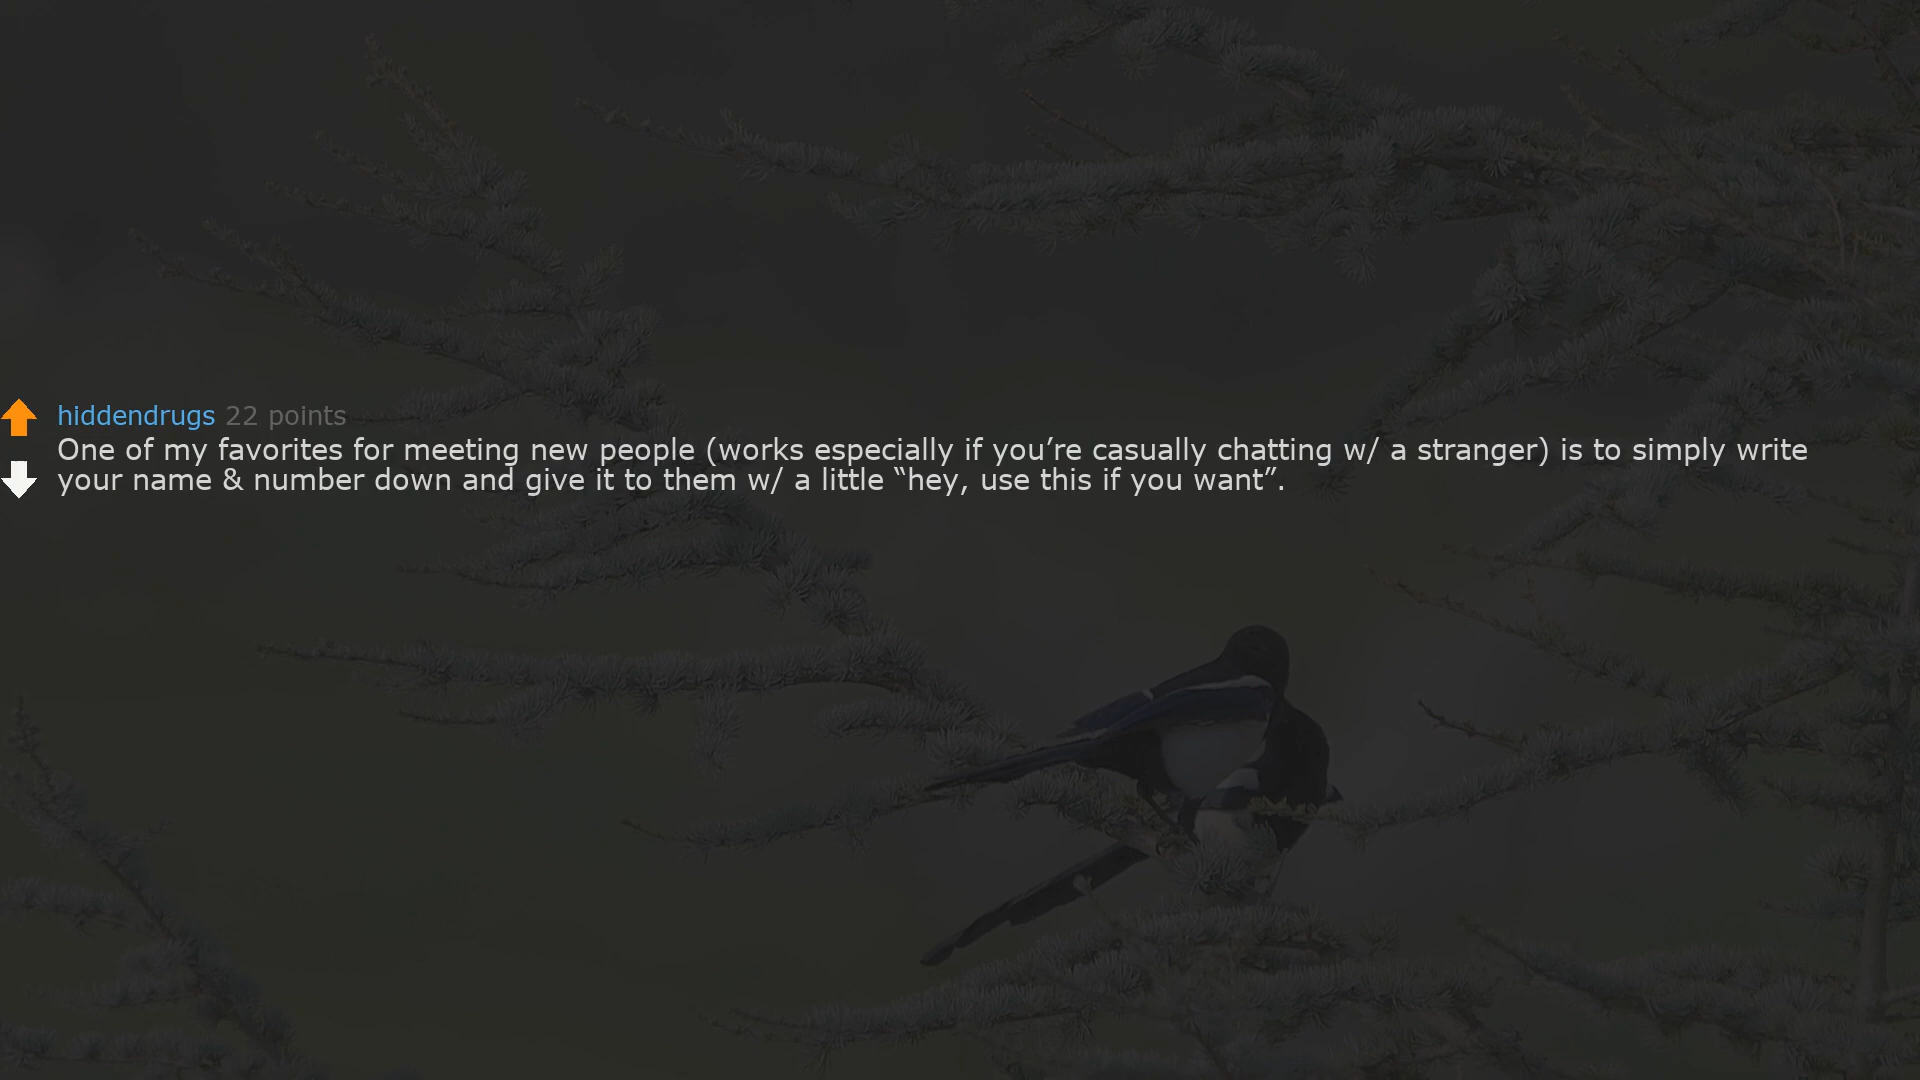 hiddendrugs 22 points
One of my favorites for meeting new people (works especially if you’re casually chatting w/ a stranger) is to simply write
your name & number down and give it to them w/ a little “hey, use this if you want”.